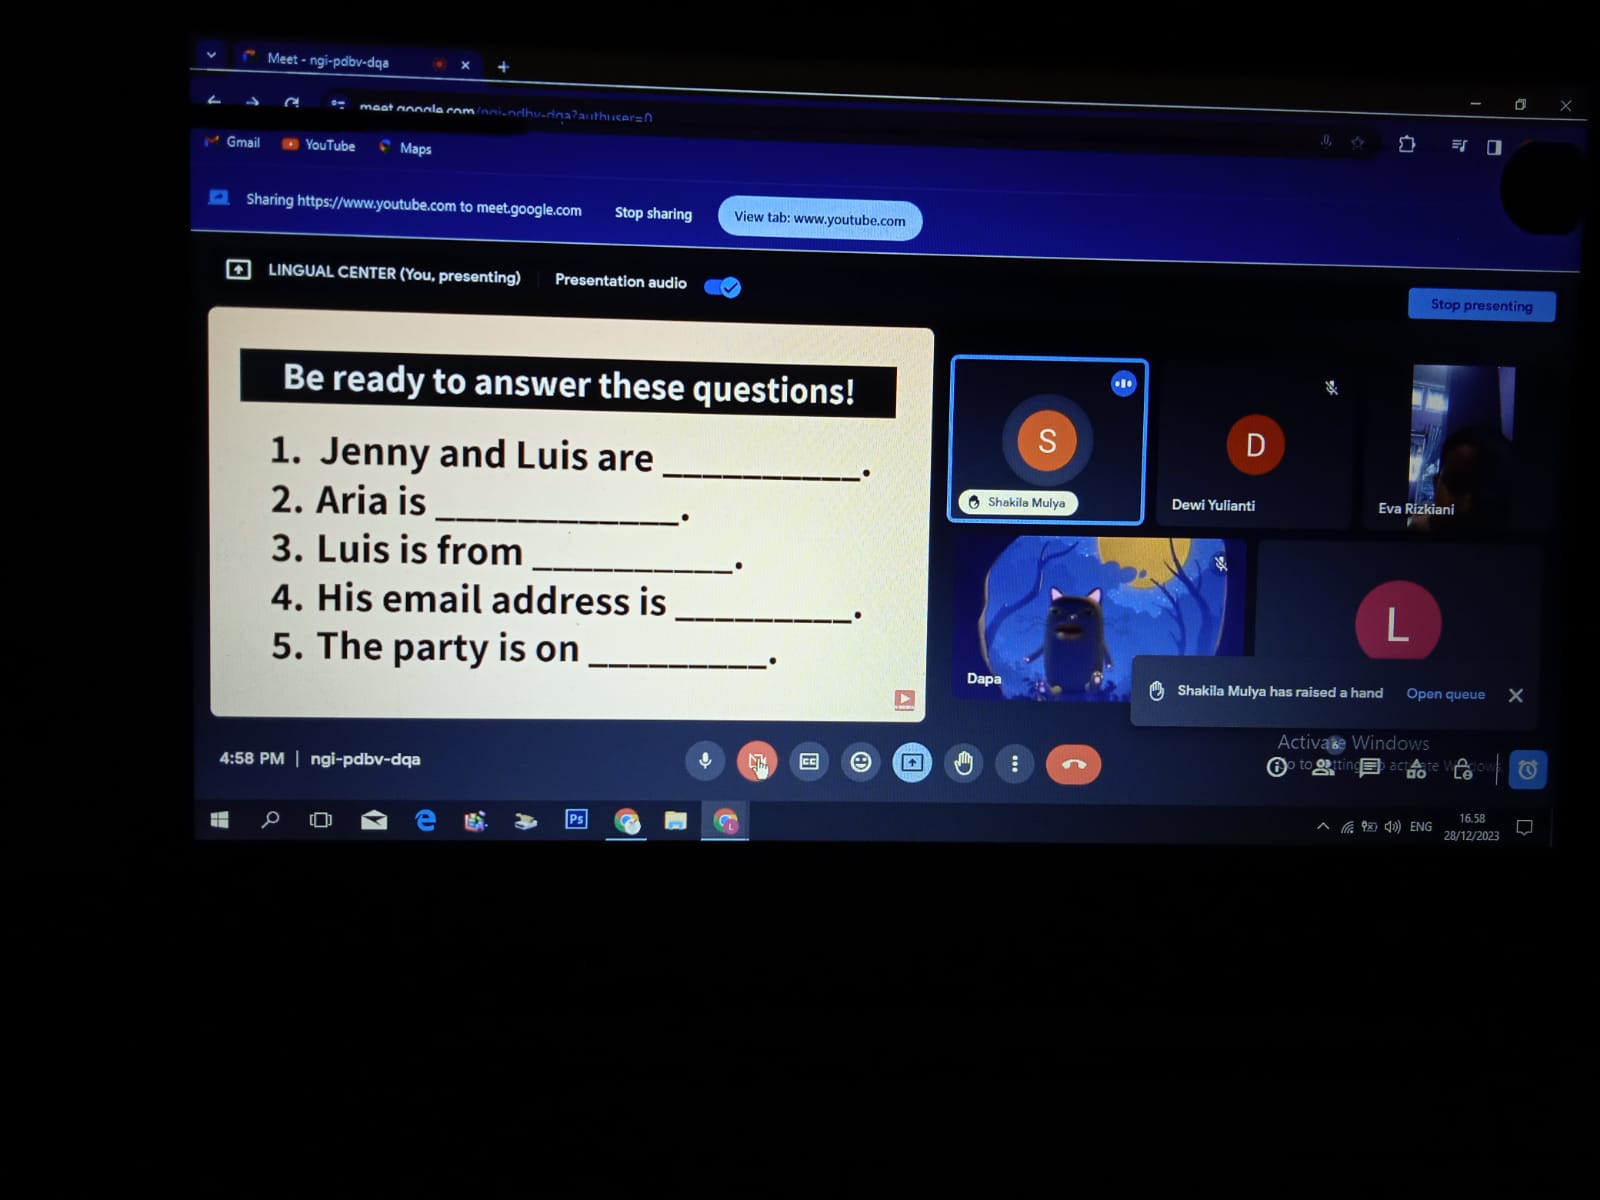 Meet - ngi-pdbv-dqa
meet.google.com/ngi-pdbv-dqa?authuser=0
Gmail YouTube Maps
Sharing https://www.youtube.com to meet.google.com Stop sharing View tab: www.youtube.com
LINGUAL CENTER (You, presenting) Presentation audio
Stop presenting
Be ready to answer these questions!
1. Jenny and Luis are __________.
2. Aria is ____________.
3. Luis is from __________.
4. His email address is _________.
5. The party is on _________.
S
Shakila Mulya
D
Dewi Yulianti
Eva Rizkiani
Dapa
L
Shakila Mulya has raised a hand Open queue
Activate Windows
Go to Settings to activate Windows.
4:58 PM | ngi-pdbv-dqa
CC
Ps
L
ENG
16.58
28/12/2023